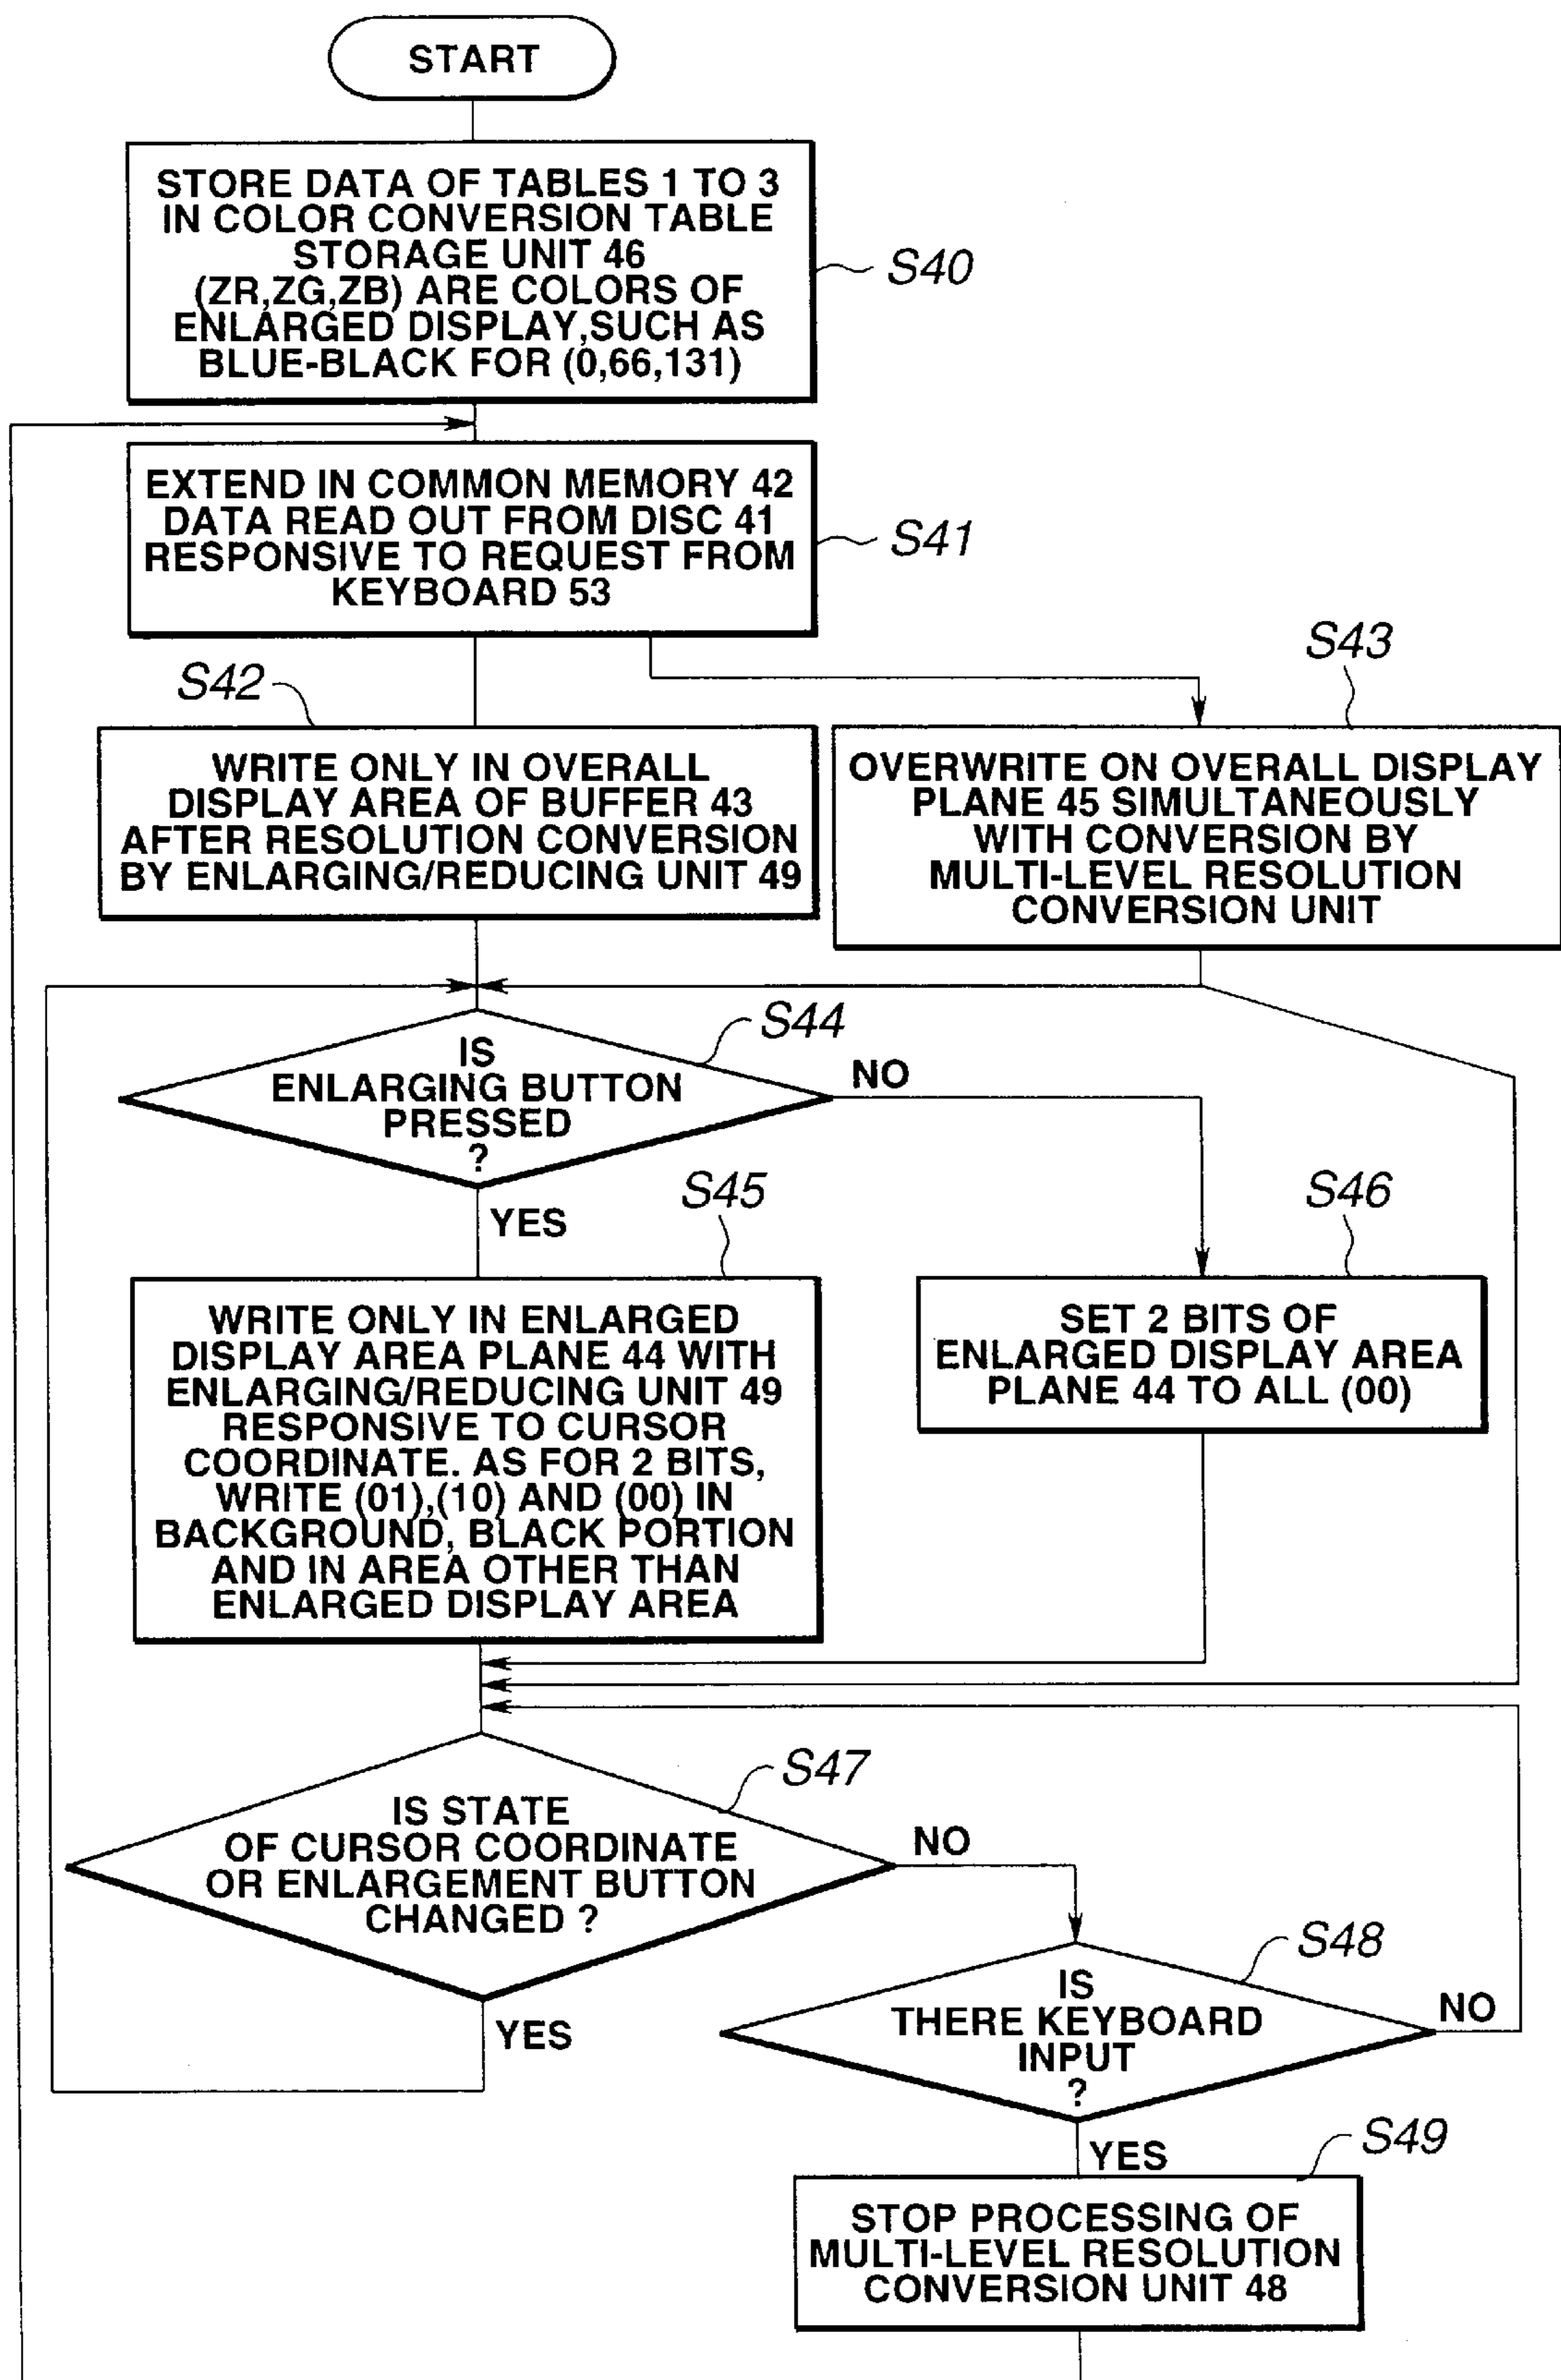 START
STORE DATA OF TABLES 1 TO 3
IN COLOR CONVERSION TABLE
STORAGE UNIT 46
(ZR,ZG,ZB) ARE COLORS OF
ENLARGED DISPLAY,SUCH AS
BLUE-BLACK FOR (0,66,131)
S40
EXTEND IN COMMON MEMORY 42
DATA READ OUT FROM DISC 41
RESPONSIVE TO REQUEST FROM
KEYBOARD 53
S41
S42
WRITE ONLY IN OVERALL
DISPLAY AREA OF BUFFER 43
AFTER RESOLUTION CONVERSION
BY ENLARGING/REDUCING UNIT 49
S43
OVERWRITE ON OVERALL DISPLAY
PLANE 45 SIMULTANEOUSLY
WITH CONVERSION BY
MULTI-LEVEL RESOLUTION
CONVERSION UNIT
S44
IS
ENLARGING BUTTON
PRESSED
?
NO
YES
S45
WRITE ONLY IN ENLARGED
DISPLAY AREA PLANE 44 WITH
ENLARGING/REDUCING UNIT 49
RESPONSIVE TO CURSOR
COORDINATE. AS FOR 2 BITS,
WRITE (01),(10) AND (00) IN
BACKGROUND, BLACK PORTION
AND IN AREA OTHER THAN
ENLARGED DISPLAY AREA
S46
SET 2 BITS OF
ENLARGED DISPLAY AREA
PLANE 44 TO ALL (00)
S47
IS STATE
OF CURSOR COORDINATE
OR ENLARGEMENT BUTTON
CHANGED ?
NO
YES
S48
IS
THERE KEYBOARD
INPUT
?
NO
YES
S49
STOP PROCESSING OF
MULTI-LEVEL RESOLUTION
CONVERSION UNIT 48